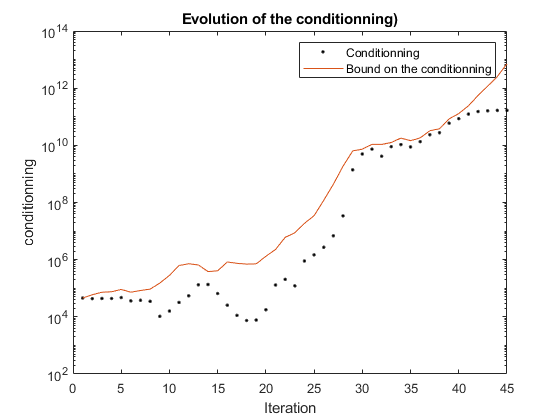 Evolution of the conditionning)
Conditionning
Bound on the conditionning
conditionning
10^14
10^12
10^10
10^8
10^6
10^4
10^2
0 5 10 15 20 25 30 35 40 45
Iteration